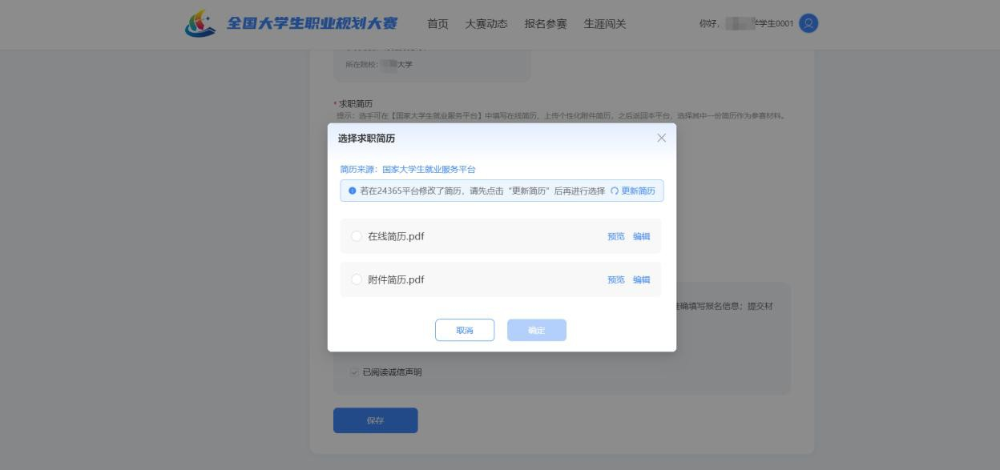 全国大学生职业规划大赛 首页 大赛动态 报名参赛 生涯闯关 你好, 学学生0001
所在院校： 大学
* 求职简历
提示：选手可在【国家大学生就业服务平台】中填写在线简历，上传个性化附件简历，之后返回本平台，选择其中一份简历作为参赛材料。
选择求职简历
简历来源：国家大学生就业服务平台
若在24365平台修改了简历，请先点击“更新简历”后再进行选择 更新简历
在线简历.pdf 预览 编辑
附件简历.pdf 预览 编辑
准确填写报名信息；提交材
取消 确定
已阅读诚信声明
保存